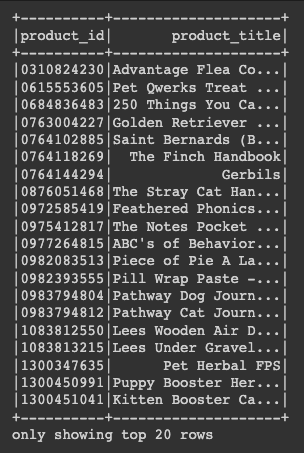 +----------+--------------------+
|product_id|       product_title|
+----------+--------------------+
|0310824230|Advantage Flea Co...|
|0615553605|Pet Qwerks Treat ...|
|0684836483|250 Things You Ca...|
|0763004227|Golden Retriever ...|
|0764102885|Saint Bernards (B...|
|0764118269|  The Finch Handbook|
|0764144294|             Gerbils|
|0876051468|The Stray Cat Han...|
|0972585419|Feathered Phonics...|
|0975412817|The Notes Pocket ...|
|0977264815|ABC's of Behavior...|
|0982083513|Piece of Pie A La...|
|0982393555|Pill Wrap Paste -...|
|0983794804|Pathway Dog Journ...|
|0983794812|Pathway Cat Journ...|
|1083812550|Lees Wooden Air D...|
|1083813215|Lees Under Gravel...|
|1300347635|      Pet Herbal FPS|
|1300450991|Puppy Booster Her...|
|1300451041|Kitten Booster Ca...|
+----------+--------------------+
only showing top 20 rows